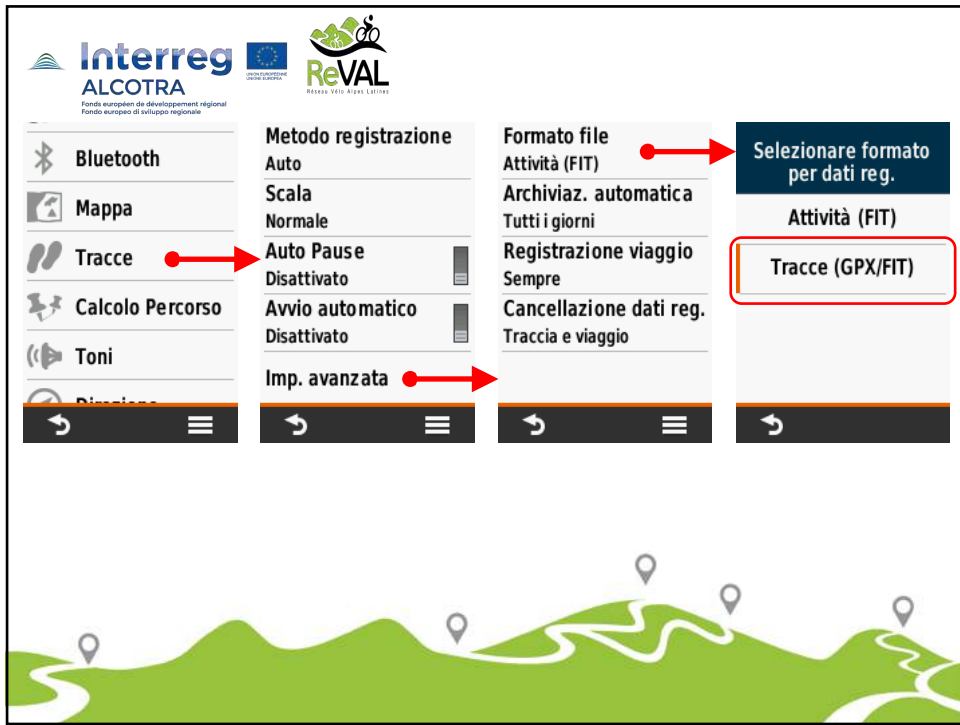 Interreg
UNION EUROPÉENNE
UNIONE EUROPEA
ALCOTRA
Fonds européen de développement régional
Fondo europeo di sviluppo regionale
ReVAL
Réseau Vélo Alpes Latines
Bluetooth
Mappa
Tracce
Calcolo Percorso
Toni
Direzione
Metodo registrazione
Auto
Scala
Normale
Auto Pause
Disattivato
Avvio automatico
Disattivato
Imp. avanzata
Formato file
Attività (FIT)
Archiviaz. automatica
Tutti i giorni
Registrazione viaggio
Sempre
Cancellazione dati reg.
Traccia e viaggio
Selezionare formato
per dati reg.
Attività (FIT)
Tracce (GPX/FIT)